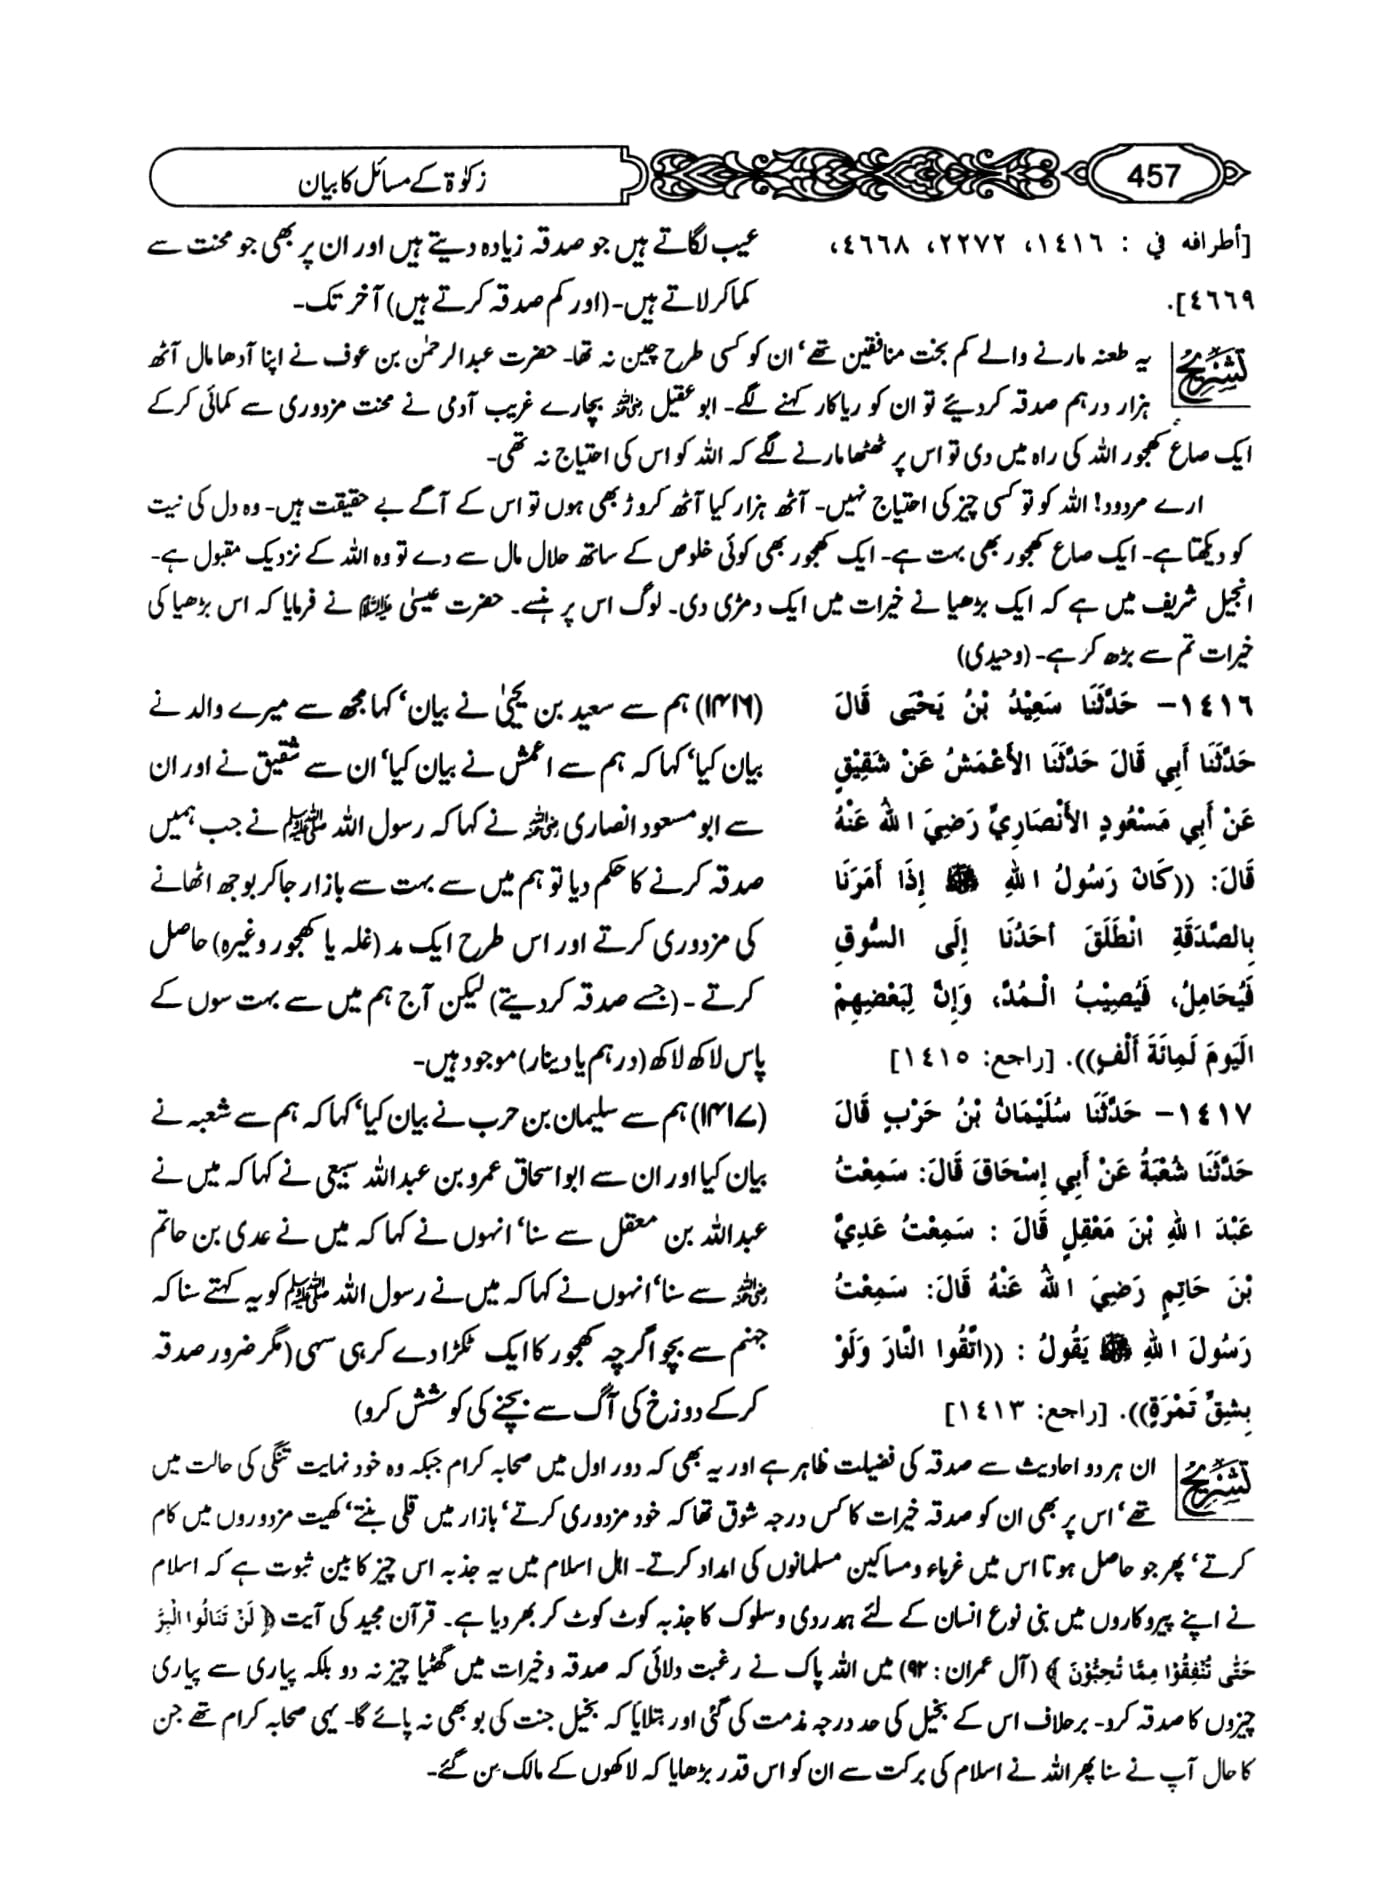 457
زکوٰۃ کے مسائل کا بیان
[أطرافه في : ١٤١٦، ٢٢٧٢، ٤٦٦٨،
٤٦٦٩].
عیب لگاتے ہیں جو صدقہ زیادہ دیتے ہیں اور ان پر بھی جو محنت سے
کما کر لاتے ہیں۔ (اور کم صدقہ کرتے ہیں) آخر تک۔
تشریح یہ طعنہ مارنے والے کم بخت منافقین تھے‘ ان کو کسی طرح چین نہ تھا۔ حضرت عبدالرحمٰن بن عوف نے اپنا آدھا مال آٹھ
ہزار درہم صدقہ کردیئے تو ان کو ریاکار کہنے لگے۔ ابو عقیل رضی اللہ عنہ بچارے غریب آدمی نے محنت مزدوری سے کمائی کرکے
ایک صاع کھجور اللہ کی راہ میں دی تو اس پر ٹھٹھا مارنے لگے کہ اللہ کو اس کی احتیاج نہ تھی۔
ارے مردود! اللہ کو تو کسی چیز کی احتیاج نہیں۔ آٹھ ہزار کیا آٹھ کروڑ بھی ہوں تو اس کے آگے بے حقیقت ہیں۔ وہ دل کی نیت
کو دیکھتا ہے۔ ایک صاع کھجور بھی بہت ہے۔ ایک کھجور بھی کوئی خلوص کے ساتھ حلال مال سے دے تو وہ اللہ کے نزدیک مقبول ہے۔
انجیل شریف میں ہے کہ ایک بڑھیا نے خیرات میں ایک دمڑی دی۔ لوگ اس پر ہنسے۔ حضرت عیسیٰ علیہ السلام نے فرمایا کہ اس بڑھیا کی
خیرات تم سے بڑھ کر ہے۔ (وحیدی)
١٤١٦- حَدَّثَنَا سَعِيْدُ بْنُ يَحْيَى قَالَ
حَدَّثَنَا أَبِي قَالَ حَدَّثَنَا الأَعْمَشُ عَنْ شَقِيْقٍ
عَنْ أَبِي مَسْعُودٍ الأَنْصَارِيِّ رَضِيَ اللهُ عَنْهُ
قَالَ: ((كَانَ رَسُولُ اللهِ ﷺ إِذَا أَمَرَنَا
بِالصَّدَقَةِ انْطَلَقَ أَحَدُنَا إِلَى السُّوقِ
فَيُحَامِلُ، فَيُصِيْبُ الْمُدَّ، وَإِنَّ لِبَعْضِهِمْ
الْيَومَ لَمِائَةَ أَلْفٍ)). [راجع: ١٤١٥]
(۱۴۱۶) ہم سے سعید بن یحییٰ نے بیان‘ کہا مجھ سے میرے والد نے
بیان کیا‘ کہا کہ ہم سے اعمش نے بیان کیا‘ ان سے شقیق نے اور ان
سے ابو مسعود انصاری رضی اللہ عنہ نے کہا کہ رسول اللہ ﷺ نے جب ہمیں
صدقہ کرنے کا حکم دیا تو ہم میں سے بہت سے بازار جاکر بوجھ اٹھانے
کی مزدوری کرتے اور اس طرح ایک مد (غلہ یا کھجور وغیرہ) حاصل
کرتے۔ (جسے صدقہ کردیتے) لیکن آج ہم میں سے بہت سوں کے
پاس لاکھ لاکھ (درہم یا دینار) موجود ہیں۔
١٤١٧- حَدَّثَنَا سُلَيْمَانُ بْنُ حَرْبٍ قَالَ
حَدَّثَنَا شُعْبَةُ عَنْ أَبِي إِسْحَاقَ قَالَ: سَمِعْتُ
عَبْدَ اللهِ بْنَ مَعْقِلٍ قَالَ : سَمِعْتُ عَدِيَّ
بْنَ حَاتِمٍ رَضِيَ اللهُ عَنْهُ قَالَ: سَمِعْتُ
رَسُولَ اللهِ ﷺ يَقُولُ : ((اتَّقُوا النَّارَ وَلَوْ
بِشِقِّ تَمْرَةٍ)). [راجع: ١٤١٣]
(۱۴۱۷) ہم سے سلیمان بن حرب نے بیان کیا‘ کہا کہ ہم سے شعبہ نے
بیان کیا اور ان سے ابو اسحاق عمرو بن عبداللہ سبیعی نے کہا کہ میں نے
عبداللہ بن معقل سے سنا‘ انہوں نے کہا کہ میں نے عدی بن حاتم
رضی اللہ عنہ سے سنا‘ انہوں نے کہا کہ میں نے رسول اللہ ﷺ کو یہ کہتے سنا کہ
جہنم سے بچو اگرچہ کھجور کا ایک ٹکڑا دے کر ہی سہی (مگر ضرور صدقہ
کرکے دوزخ کی آگ سے بچنے کی کوشش کرو)
تشریح ان ہر دو احادیث سے صدقہ کی فضیلت ظاہر ہے اور یہ بھی کہ دور اول میں صحابہ کرام جبکہ وہ خود نہایت تنگی کی حالت میں
تھے‘ اس پر بھی ان کو صدقہ خیرات کا کس درجہ شوق تھا کہ خود مزدوری کرتے‘ بازار میں قلی بنتے‘ کھیت مزدوروں میں کام
کرتے‘ پھر جو حاصل ہوتا اس میں غرباء ومساکین مسلمانوں کی امداد کرتے۔ اہل اسلام میں یہ جذبہ اس چیز کا بین ثبوت ہے کہ اسلام
نے اپنے پیروکاروں میں بنی نوع انسان کے لئے ہمدردی وسلوک کا جذبہ کوٹ کوٹ کر بھر دیا ہے۔ قرآن مجید کی آیت ﴿ لَنْ تَنَالُوا الْبِرَّ
حَتّٰى تُنْفِقُوْا مِمَّا تُحِبُّوْنَ ﴾ (آل عمران : ۹۲) میں اللہ پاک نے رغبت دلائی کہ صدقہ وخیرات میں گھٹیا چیز نہ دو بلکہ پیاری سے پیاری
چیزوں کا صدقہ کرو۔ برخلاف اس کے بخیل کی حد درجہ مذمت کی گئی اور بتلایا کہ بخیل جنت کی بو بھی نہ پائے گا۔ یہی صحابہ کرام تھے جن
کا حال آپ نے سنا پھر اللہ نے اسلام کی برکت سے ان کو اس قدر بڑھایا کہ لاکھوں کے مالک بن گئے۔